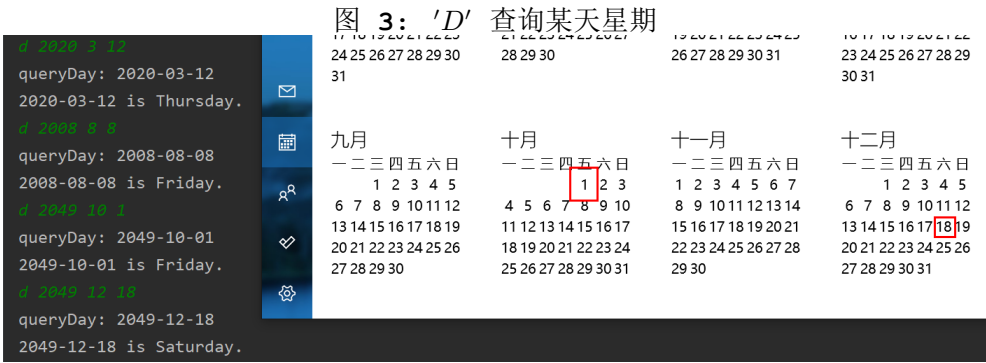 图 3: 'D' 查询某天星期
d 2020 3 12
queryDay: 2020-03-12
2020-03-12 is Thursday.
d 2008 8 8
queryDay: 2008-08-08
2008-08-08 is Friday.
d 2049 10 1
queryDay: 2049-10-01
2049-10-01 is Friday.
d 2049 12 18
queryDay: 2049-12-18
2049-12-18 is Saturday.
24 25 26 27 28 29 30
31
28 29 30
26 27 28 29 30 31
23 24 25 26 27 28 29
30 31
九月
一 二 三 四 五 六 日
1 2 3 4 5
6 7 8 9 10 11 12
13 14 15 16 17 18 19
20 21 22 23 24 25 26
27 28 29 30
十月
一 二 三 四 五 六 日
1 2 3
4 5 6 7 8 9 10
11 12 13 14 15 16 17
18 19 20 21 22 23 24
25 26 27 28 29 30 31
十一月
一 二 三 四 五 六 日
1 2 3 4 5 6 7
8 9 10 11 12 13 14
15 16 17 18 19 20 21
22 23 24 25 26 27 28
29 30
十二月
一 二 三 四 五 六 日
1 2 3 4 5
6 7 8 9 10 11 12
13 14 15 16 17 18 19
20 21 22 23 24 25 26
27 28 29 30 31